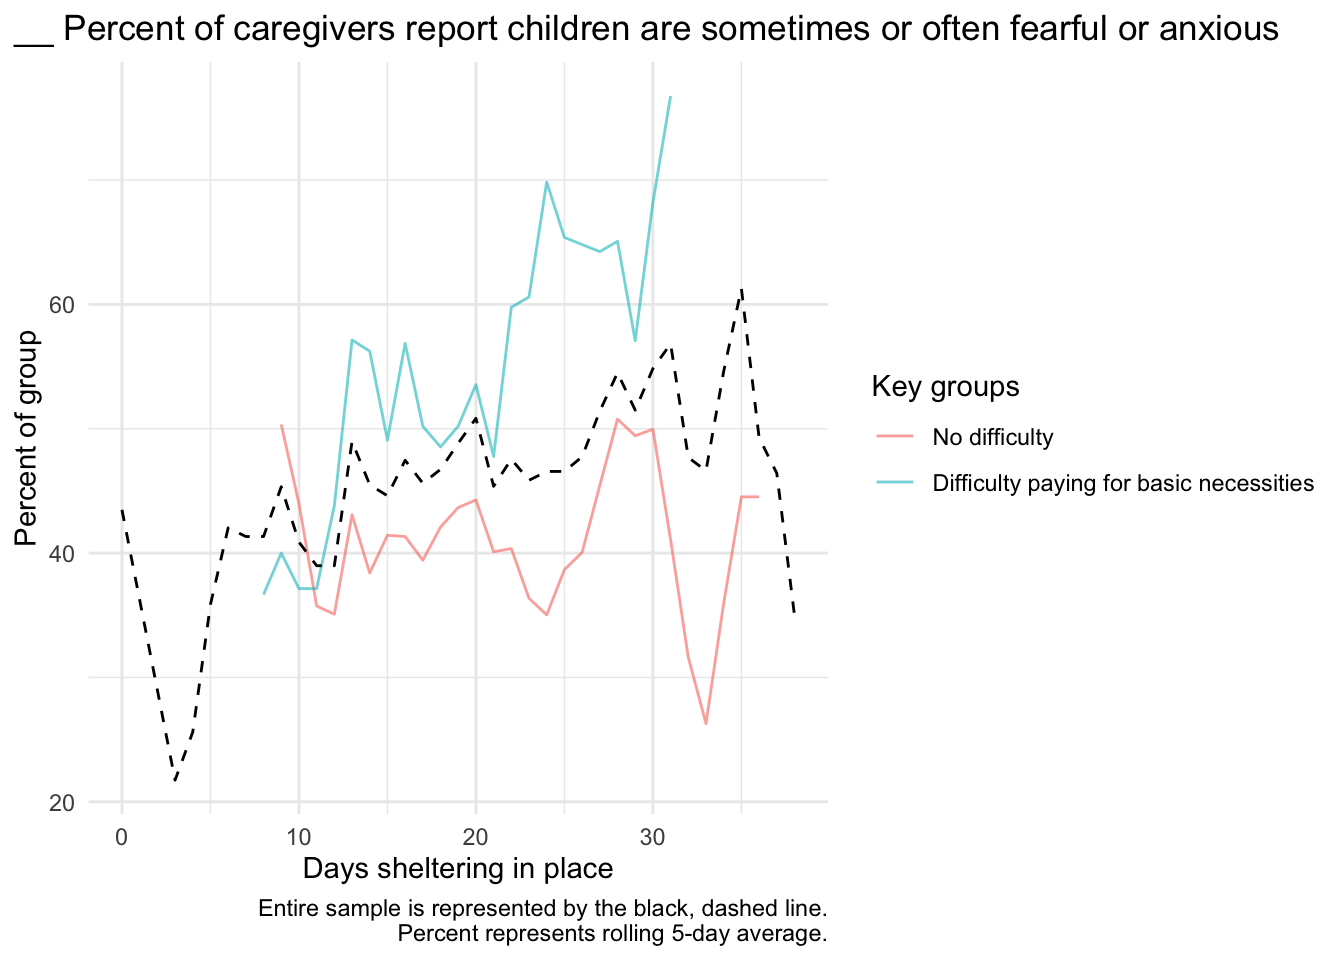 __ Percent of caregivers report children are sometimes or often fearful or anxious
Percent of group
60
40
20
0
10
20
30
Days sheltering in place
Key groups
No difficulty
Difficulty paying for basic necessities
Entire sample is represented by the black, dashed line.
Percent represents rolling 5-day average.